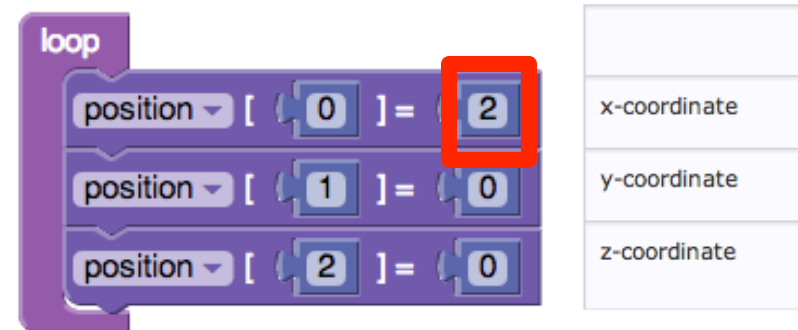 loop
position [ 0 ] = 2 x-coordinate
position [ 1 ] = 0 y-coordinate
position [ 2 ] = 0 z-coordinate